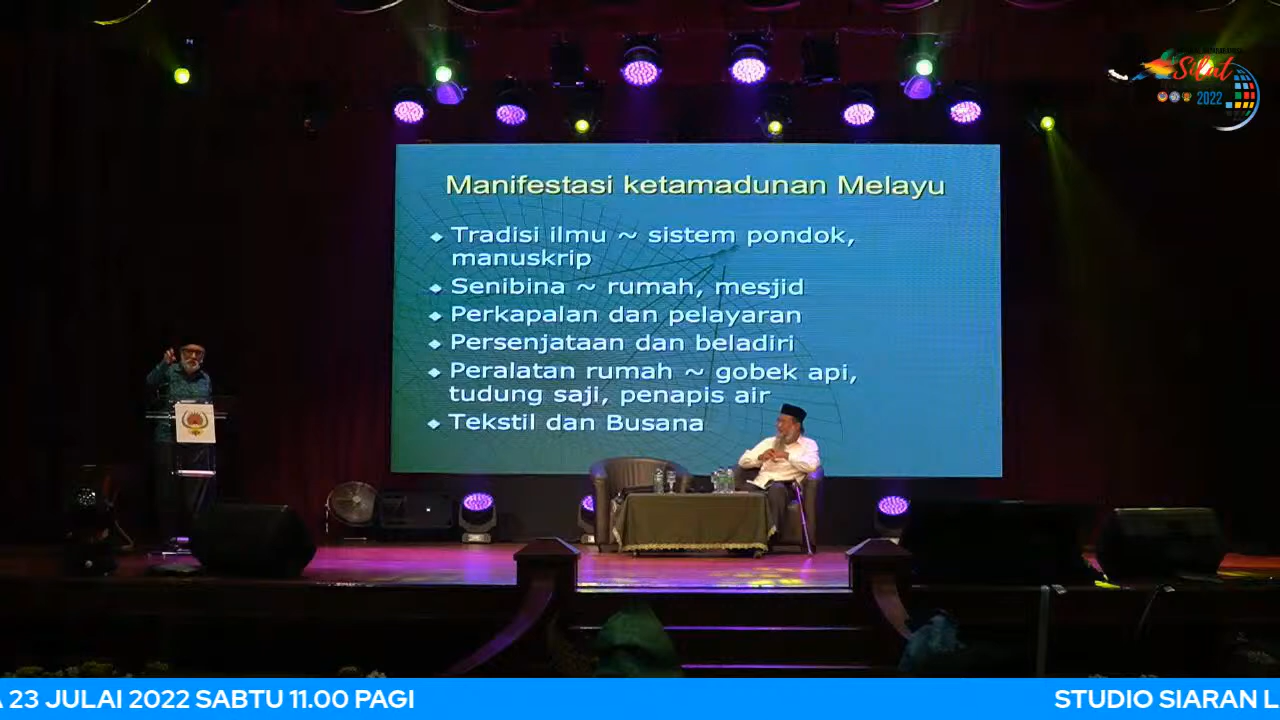 Silat
2022
Manifestasi ketamadunan Melayu
Tradisi ilmu ~ sistem pondok,
manuskrip
Senibina ~ rumah, mesjid
Perkapalan dan pelayaran
Persenjataan dan beladiri
Peralatan rumah ~ gobek api,
tudung saji, penapis air
Tekstil dan Busana
A 23 JULAI 2022 SABTU 11.00 PAGI
STUDIO SIARAN L